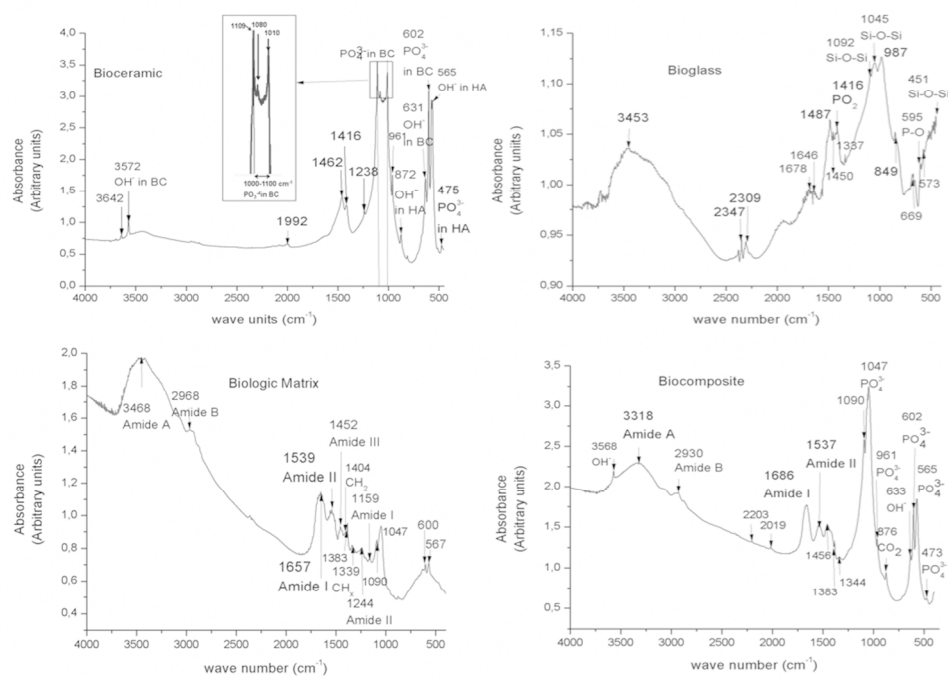 1109
1080
1010
1000-1100 cm⁻¹
PO₃⁻⁴in BC
Bioceramic
PO₄³⁻in BC
602
PO₄³⁻
in BC
565
OH⁻ in HA
631
OH⁻
in BC
961
872
OH⁻
in HA
475
PO₄³⁻
in HA
1416
1462
1238
3572
OH⁻ in BC
3642
1992
4,0
3,5
3,0
2,5
2,0
1,5
1,0
0,5
0,0
4000
3500
3000
2500
2000
1500
1000
500
Absorbance
(Arbitrary uniits)
wave units (cm⁻¹)
Bioglass
1045
Si-O-Si
1092
Si-O-Si
987
1416
PO₂
451
Si-O-Si
595
P-O
1487
1337
1646
1678
1450
849
573
669
3453
2309
2347
1,15
1,10
1,05
1,00
0,95
0,90
4000
3500
3000
2500
2000
1500
1000
500
Absorbance
(Arbitrary units)
wave number (cm⁻¹)
Biologic Matrix
3468
Amide A
2968
Amide B
1452
Amide III
1539
Amide II
1404
CH₂
1159
Amide I
1047
600
567
1383
1657
Amide I
1339
CHₓ
1090
1244
Amide II
2,0
1,8
1,6
1,4
1,2
1,0
0,8
0,6
0,4
4000
3500
3000
2500
2000
1500
1000
500
Absorbance
(Arbitrary units)
wave number (cm⁻¹)
Biocomposite
1047
PO₄³⁻
1090
602
PO₄³⁻
3318
Amide A
1537
Amide II
961
PO₄³⁻
565
PO₄³⁻
3568
OH⁻
2930
Amide B
1686
Amide I
633
OH⁻
876
CO₂
2203
2019
1456
1383
1344
473
PO₄³⁻
3,5
3,0
2,5
2,0
1,5
1,0
0,5
4000
3500
3000
2500
2000
1500
1000
500
Absorbance
(Arbitrary units)
wave number (cm⁻¹)